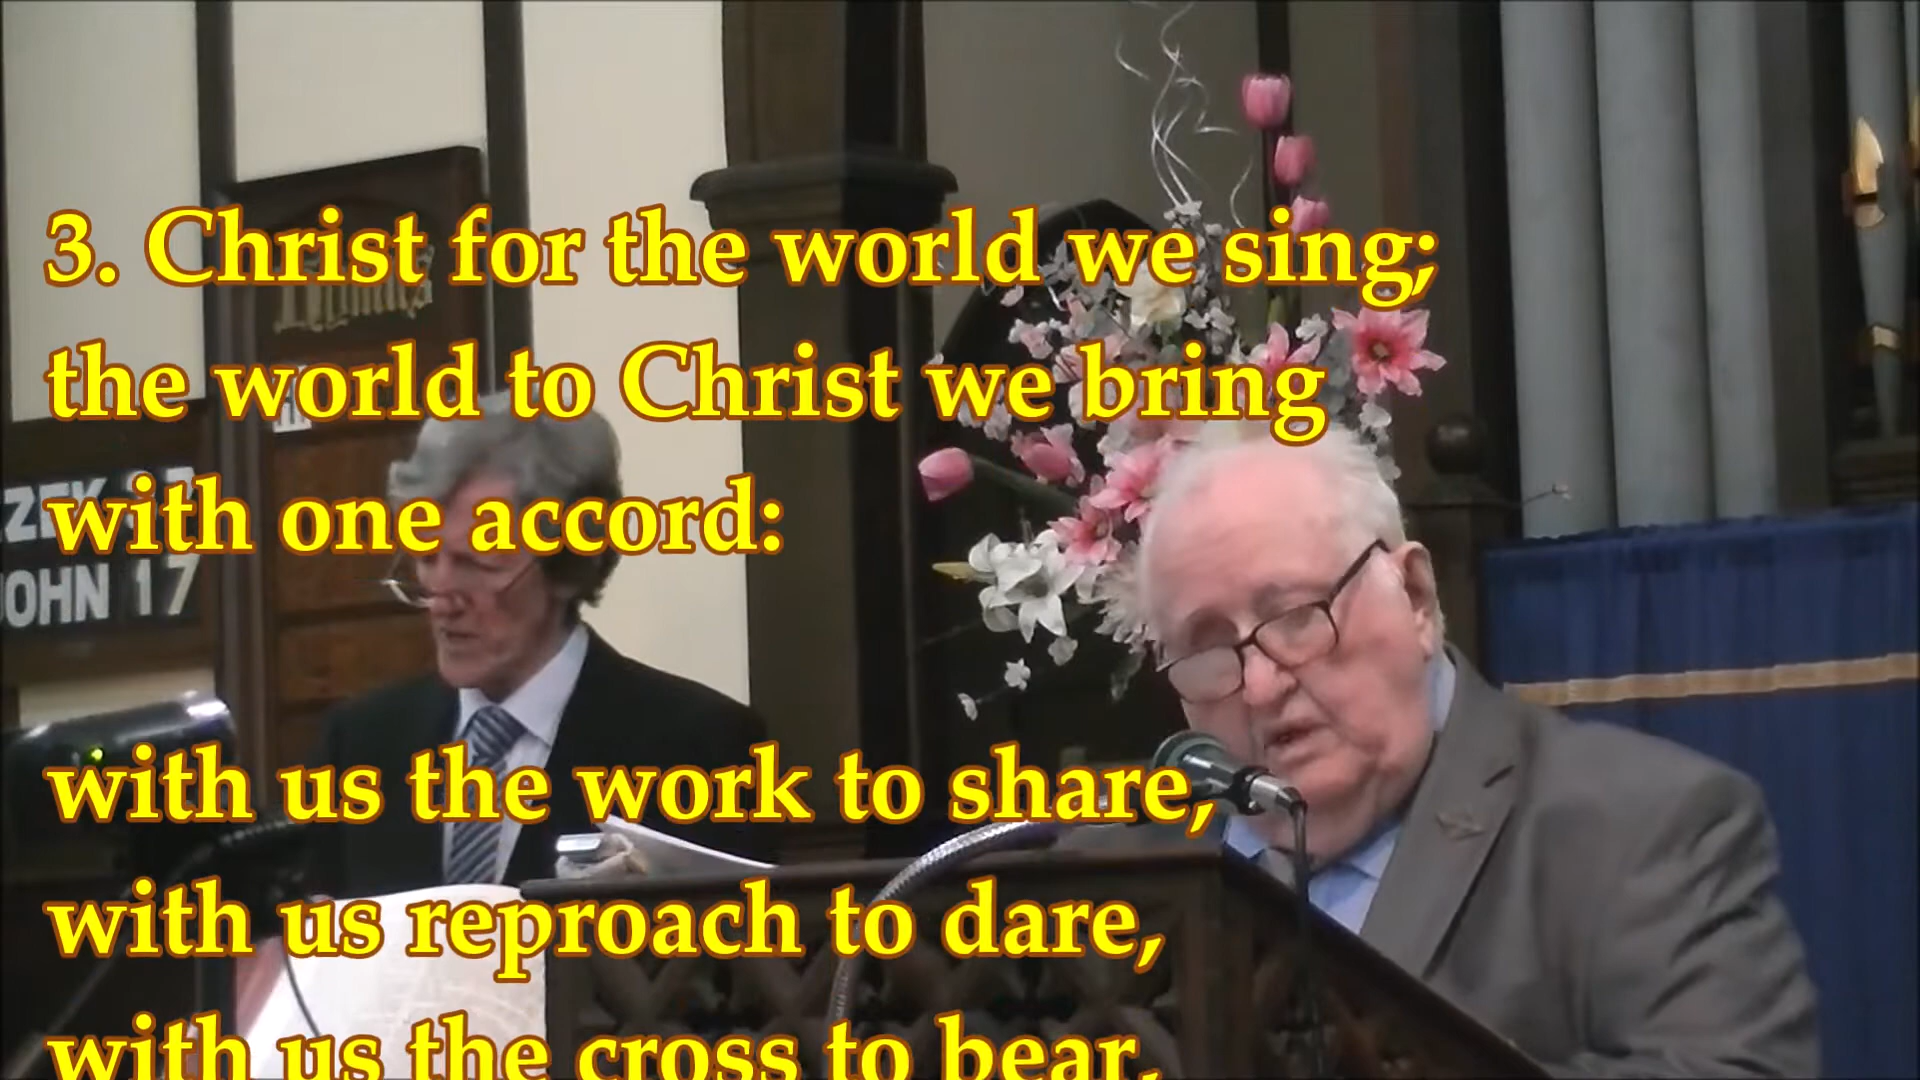 3. Christ for the world we sing;
the world to Christ we bring
with one accord:
with us the work to share,
with us reproach to dare,
with us the cross to bear,
Hymns
JOHN 17